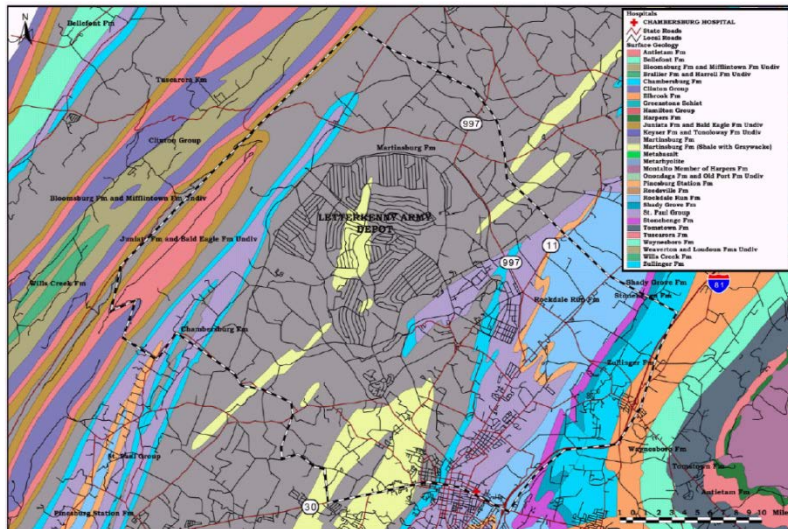 Bellefont Fm
N
Tuscarora Fm
Clinton Group
997
Martinsburg Fm
Bloomsburg Fm and Mifflintown Fm Undiv
LETTERKENNY ARMY
DEPOT
Juniata Fm and Bald Eagle Fm Undiv
11
997
Wills Creek Fm
Rockdale Run Fm
Shady Grove Fm
81
Chambersburg Fm
Zullinger Fm
St. Paul Group
Waynesboro Fm
Tomstown Fm
Antietam Fm
Pinesburg Station Fm
30
10 Miles
Hospitals
CHAMBERSBURG HOSPITAL
State Roads
Local Roads
Surface Geology
Antietam Fm
Bellefont Fm
Bloomsburg Fm and Mifflintown Fm Undiv
Brallier and Harrell Fm Undiv
Chambersburg Fm
Clinton Group
Elbrook Fm
Greenstone Schist
Hamilton Group
Harpers Fm
Juniata Fm and Bald Eagle Fm Undiv
Keyser Fm and Tonoloway Fm Undiv
Martinsburg Fm
Martinsburg Fm (Shale with Graywacke)
Metabasalt
Metarhyolite
Montalto Member of Harpers Fm
Onondaga Fm and Old Port Fm Undiv
Pinesburg Station Fm
Reedsville Fm
Rockdale Run Fm
Shady Grove Fm
St. Paul Group
Stonehenge Fm
Tomstown Fm
Tuscarora Fm
Waynesboro Fm
Weaverton and Loudoun Fms Undiv
Wills Creek Fm
Zullinger Fm